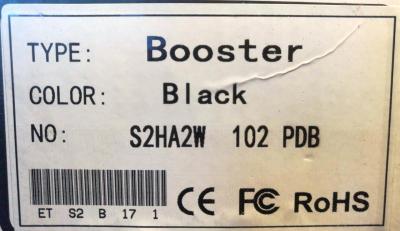 TYPE: Booster
COLOR: Black
NO: S2HA2W 102 PDB
ET S2 B 17 1 CE FC RoHS